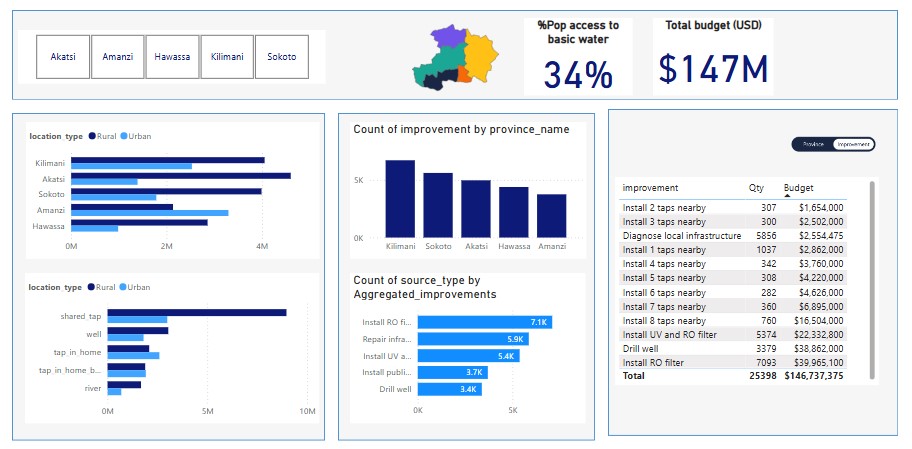 Akatsi Amanzi Hawassa Kilimani Sokoto
%Pop access to
basic water
34%
Total budget (USD)
$147M
location_type Rural Urban
Kilimani
Akatsi
Sokoto
Amanzi
Hawassa
0M 2M 4M
location_type Rural Urban
shared_tap
well
tap_in_home
tap_in_home_b...
river
0M 5M 10M
Count of improvement by province_name
5K
0K
Kilimani Sokoto Akatsi Hawassa Amanzi
Count of source_type by
Aggregated_improvements
Install RO fi... 7.1K
Repair infra... 5.9K
Install UV a... 5.4K
Install publi... 3.7K
Drill well 3.4K
0K 5K
Province Improvement
improvement Qty Budget
Install 2 taps nearby 307 $1,654,000
Install 3 taps nearby 300 $2,502,000
Diagnose local infrastructure 5856 $2,554,475
Install 1 taps nearby 1037 $2,862,000
Install 4 taps nearby 342 $3,760,000
Install 5 taps nearby 308 $4,220,000
Install 6 taps nearby 282 $4,626,000
Install 7 taps nearby 360 $6,895,000
Install 8 taps nearby 760 $16,504,000
Install UV and RO filter 5374 $22,332,800
Drill well 3379 $38,862,000
Install RO filter 7093 $39,965,100
Total 25398 $146,737,375